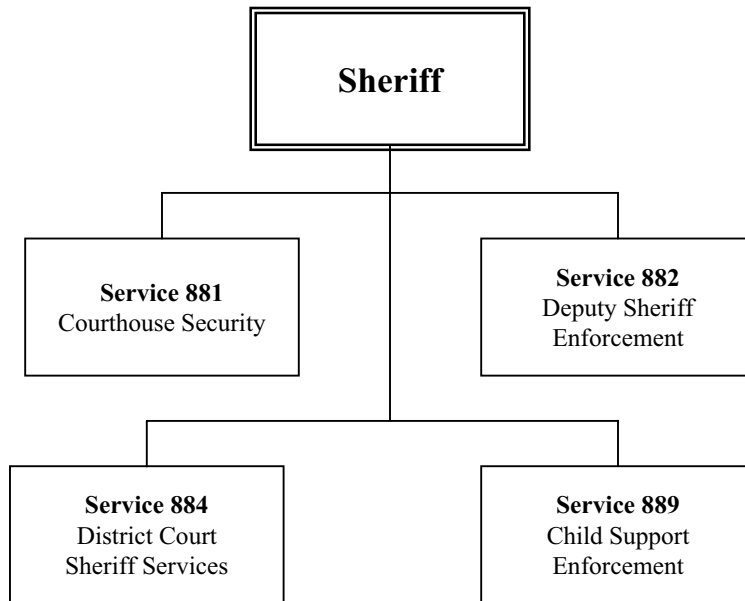 Sheriff
Service 881
Courthouse Security
Service 882
Deputy Sheriff
Enforcement
Service 884
District Court
Sheriff Services
Service 889
Child Support
Enforcement